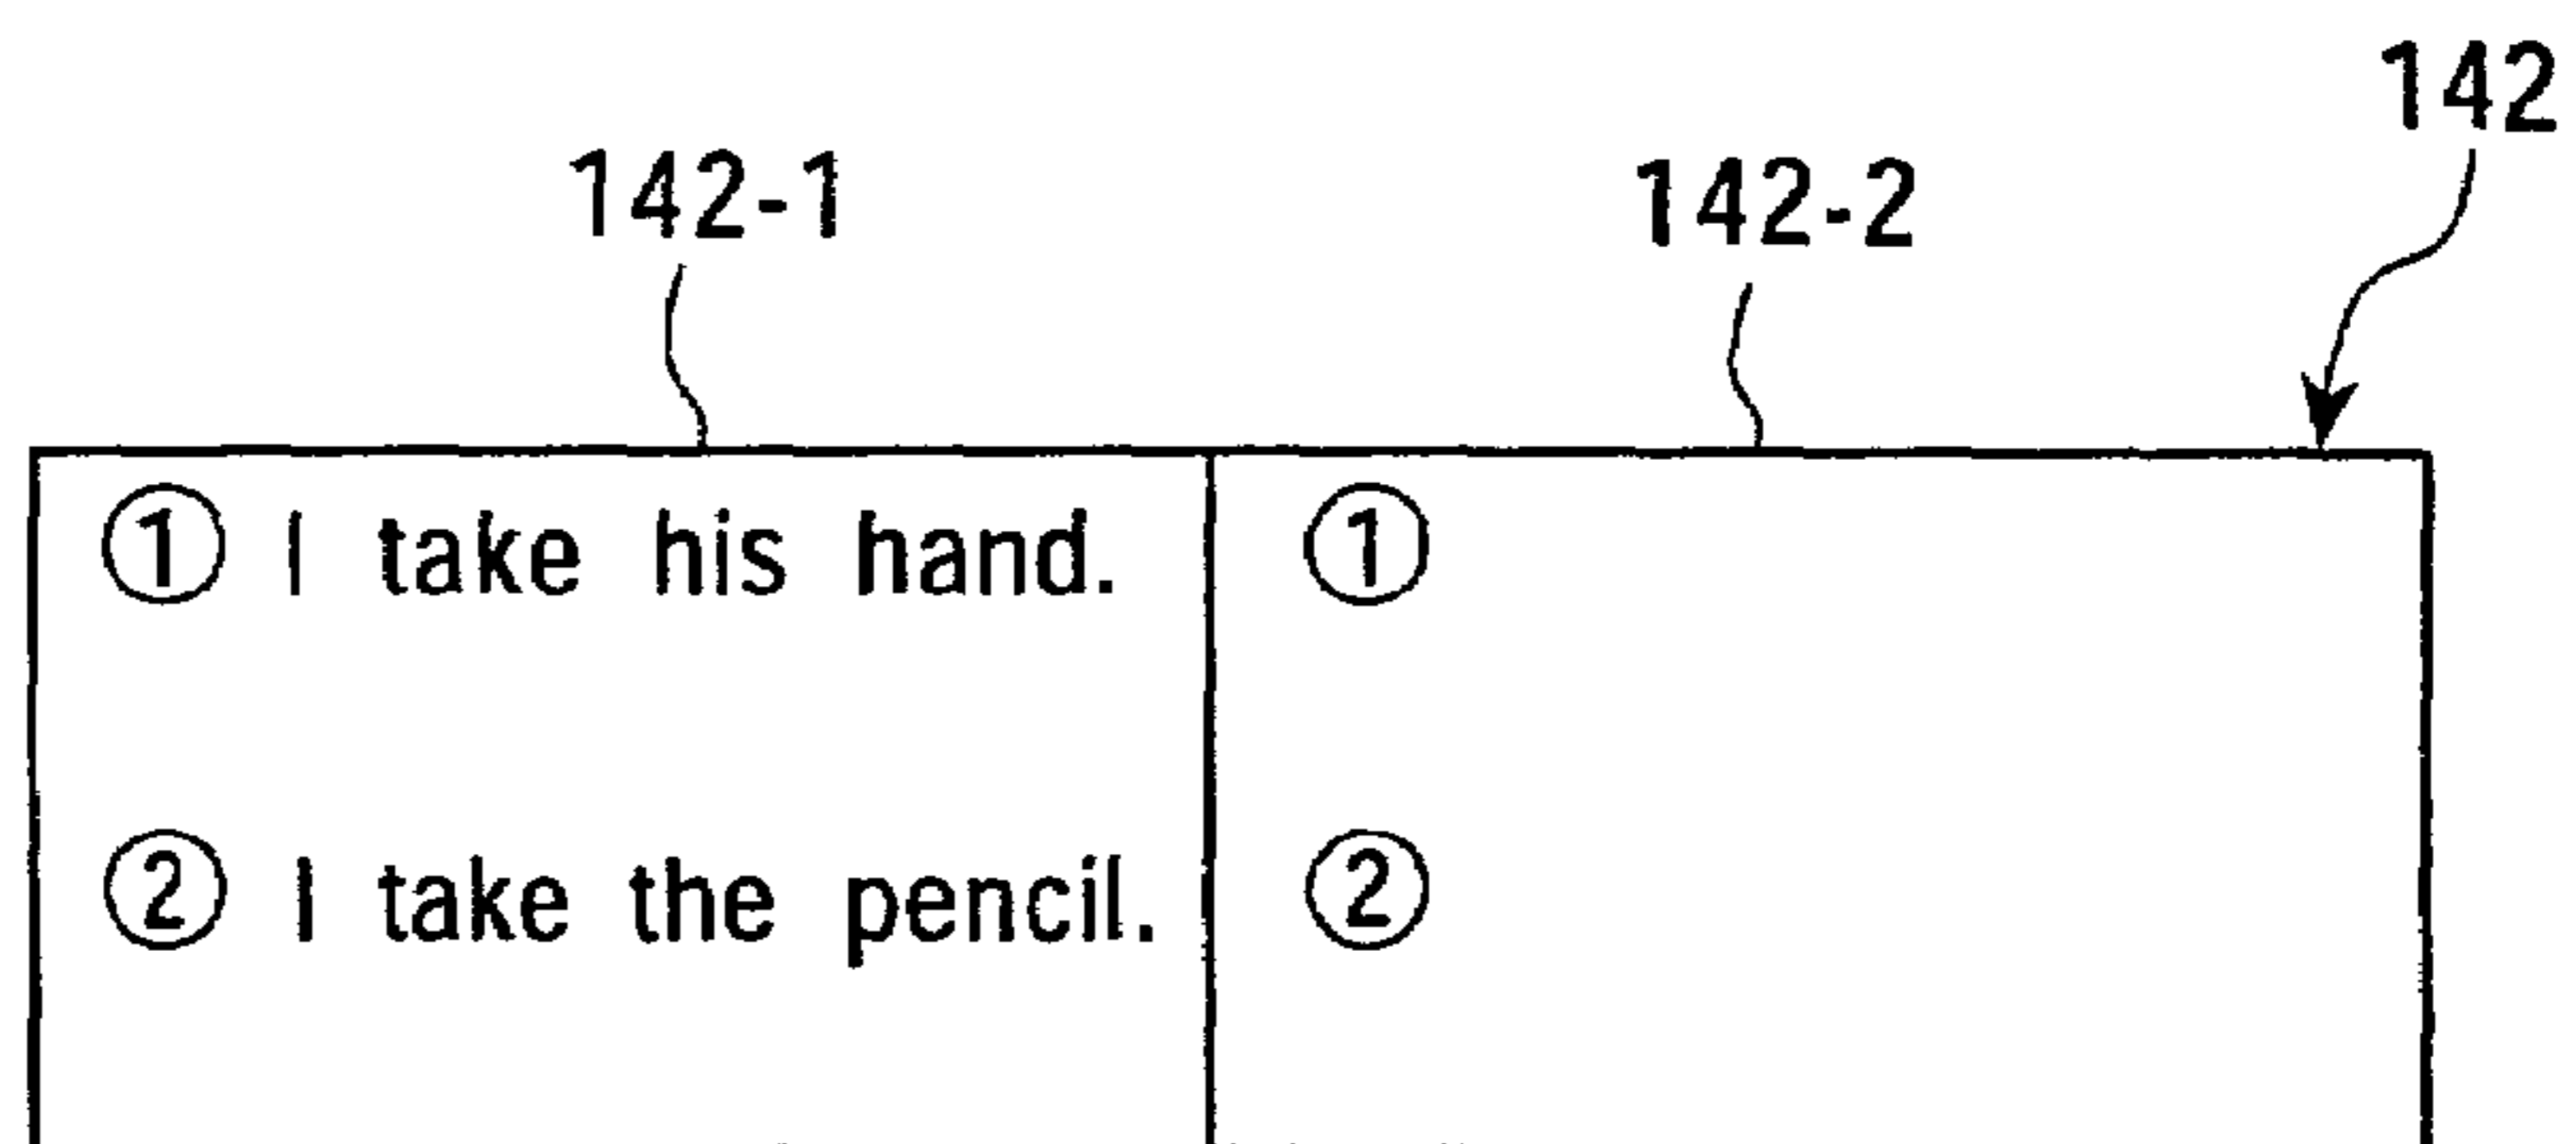 142
142-1 142-2
① I take his hand. ①
② I take the pencil. ②